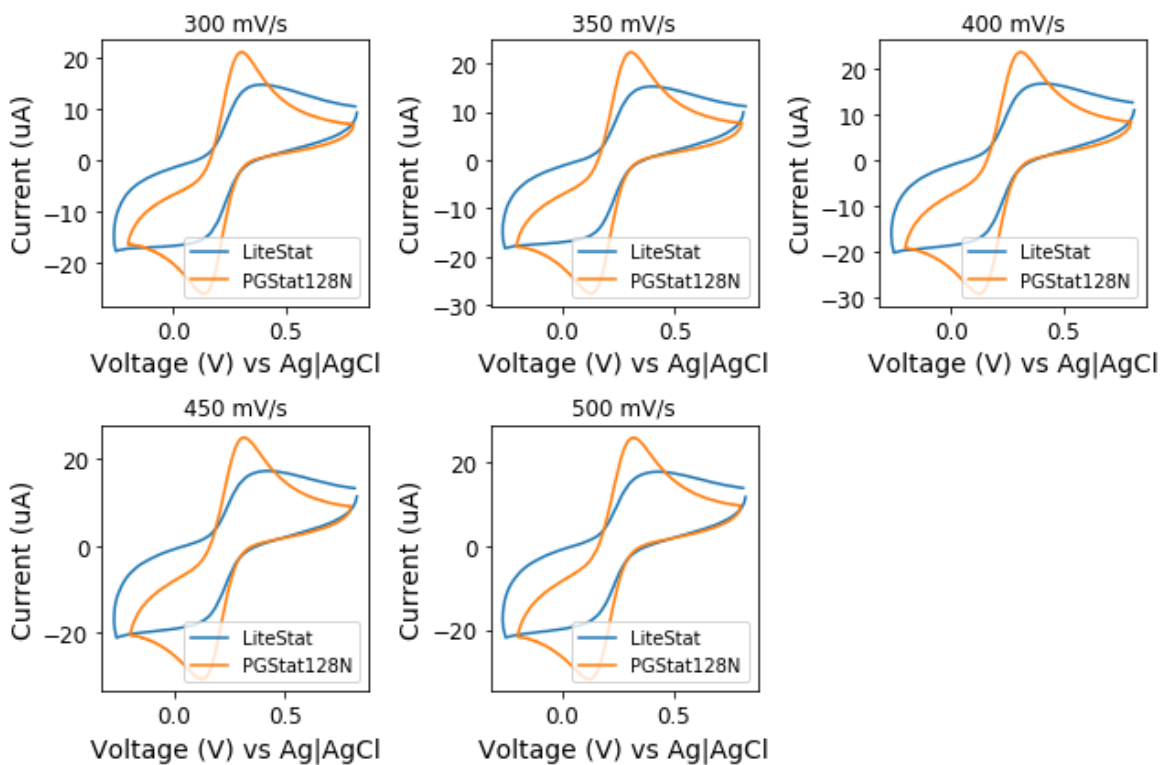 300 mV/s
Current (uA)
20
10
0
−10
−20
0.0
0.5
Voltage (V) vs Ag|AgCl
LiteStat
PGStat128N
350 mV/s
Current (uA)
20
10
0
−10
−20
−30
0.0
0.5
Voltage (V) vs Ag|AgCl
LiteStat
PGStat128N
400 mV/s
Current (uA)
20
10
0
−10
−20
−30
0.0
0.5
Voltage (V) vs Ag|AgCl
LiteStat
PGStat128N
450 mV/s
Current (uA)
20
0
−20
0.0
0.5
Voltage (V) vs Ag|AgCl
LiteStat
PGStat128N
500 mV/s
Current (uA)
20
0
−20
0.0
0.5
Voltage (V) vs Ag|AgCl
LiteStat
PGStat128N